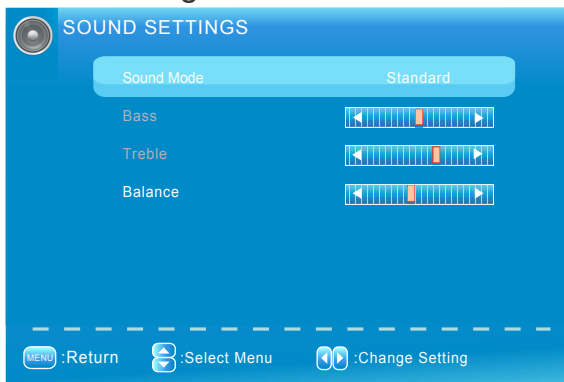 SOUND SETTINGS
Sound Mode Standard
Bass
Treble
Balance
MENU :Return :Select Menu :Change Setting